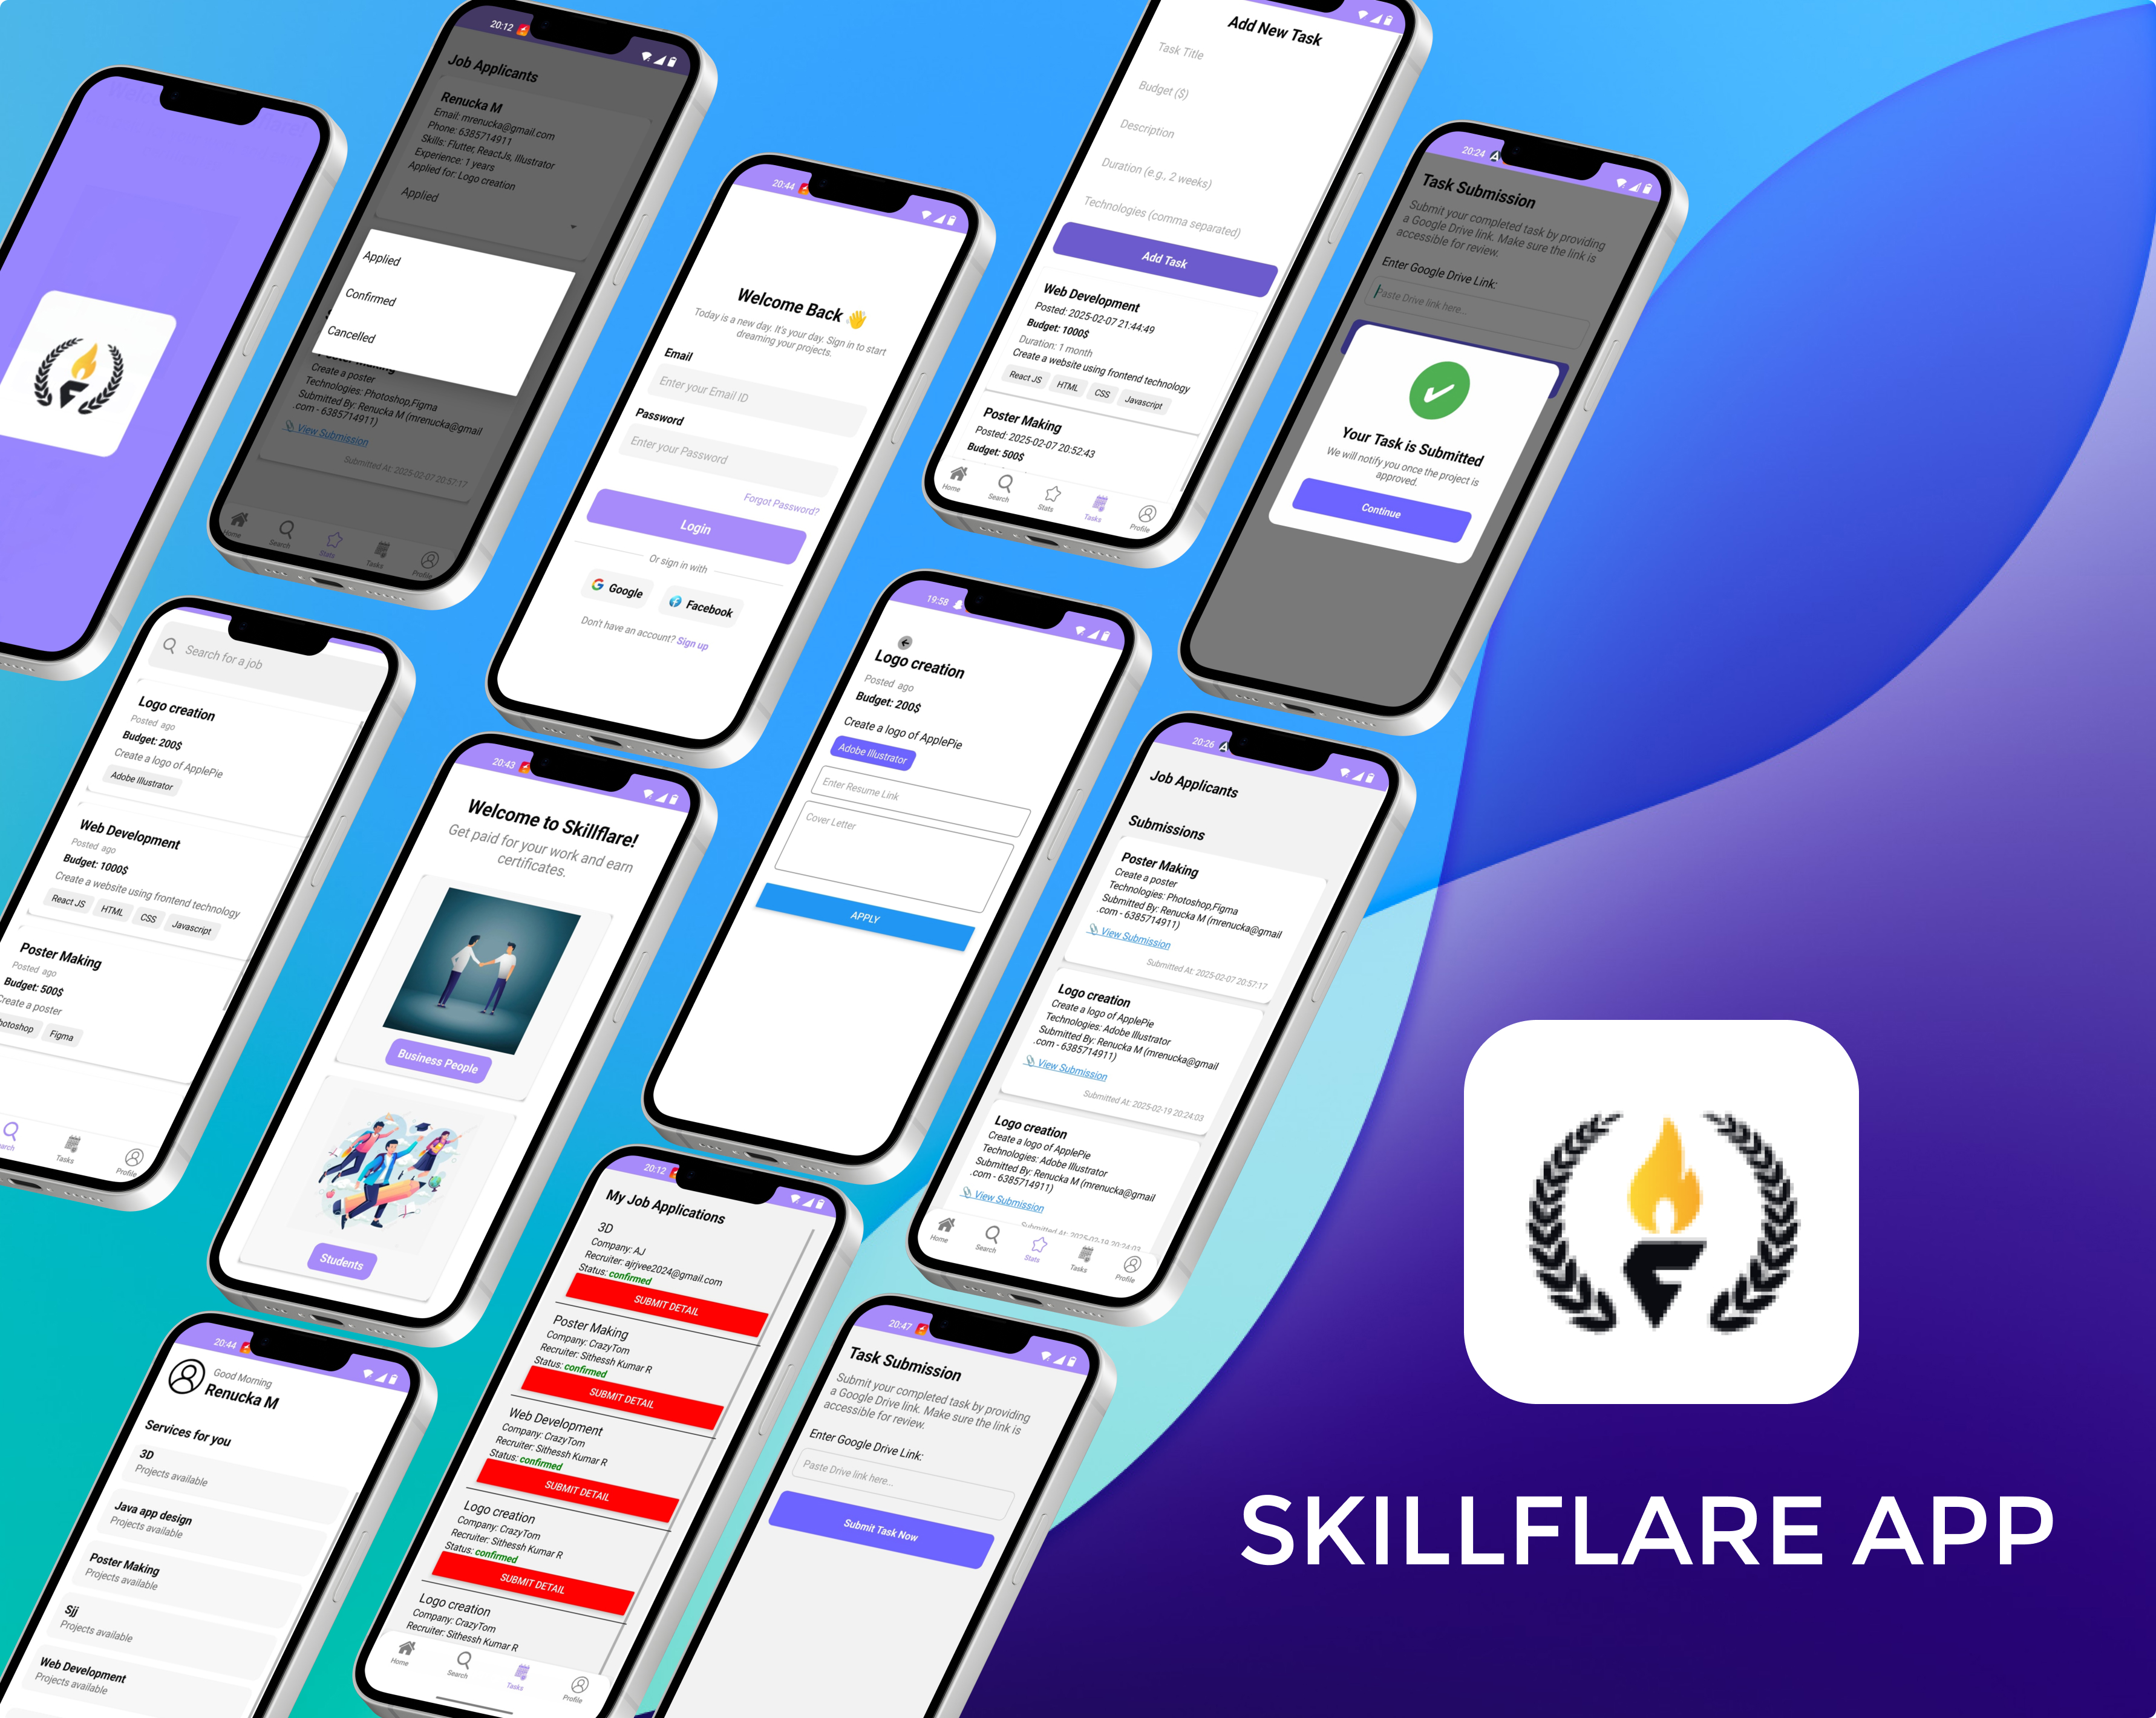 20:12
Job Applicants
Renucka M
Email: mrenucka@gmail.com
Phone: 6385714911
Skills: Flutter, ReactJs, Illustrator
Experience: 1 years
Applied for: Logo creation
Applied
Applied
Confirmed
Cancelled
Create a poster
Technologies: Photoshop,Figma
Submitted By: Renucka M (mrenucka@gmail
.com - 6385714911)
View Submission
Submitted At: 2025-02-07 20:57:17
Home
Search
Stats
Tasks
Profile
20:44
Welcome Back 👋
Today is a new day. It's your day. Sign in to start
dreaming your projects.
Email
Enter your Email ID
Password
Enter your Password
Forgot Password?
Login
Or sign in with
Google
Facebook
Don't have an account? Sign up
Add New Task
Task Title
Budget ($)
Description
Duration (e.g., 2 weeks)
Technologies (comma separated)
Add Task
Web Development
Posted: 2025-02-07 21:44:49
Budget: 1000$
Duration: 1 month
Create a website using frontend technology
React JS
HTML
CSS
Javascript
Poster Making
Posted: 2025-02-07 20:52:43
Budget: 500$
Home
Search
Stats
Tasks
Profile
20:24
Task Submission
Submit your completed task by providing
a Google Drive link. Make sure the link is
accessible for review.
Enter Google Drive Link:
Paste Drive link here...
Your Task is Submitted
We will notify you once the project is
approved.
Continue
Search for a job
Logo creation
Posted ago
Budget: 200$
Create a logo of ApplePie
Adobe Illustrator
Web Development
Posted ago
Budget: 1000$
Create a website using frontend technology
React JS
HTML
CSS
Javascript
Poster Making
Posted ago
Budget: 500$
Create a poster
Figma
Tasks
Profile
20:43
Welcome to Skillflare!
Get paid for your work and earn
certificates.
Business People
Students
19:58
Logo creation
Posted ago
Budget: 200$
Create a logo of ApplePie
Adobe Illustrator
Enter Resume Link
Cover Letter
APPLY
20:26
Job Applicants
Submissions
Poster Making
Create a poster
Technologies: Photoshop,Figma
Submitted By: Renucka M (mrenucka@gmail
.com - 6385714911)
View Submission
Submitted At: 2025-02-07 20:57:17
Logo creation
Create a logo of ApplePie
Technologies: Adobe Illustrator
Submitted By: Renucka M (mrenucka@gmail
.com - 6385714911)
View Submission
Submitted At: 2025-02-19 20:24:03
Logo creation
Create a logo of ApplePie
Technologies: Adobe Illustrator
Submitted By: Renucka M (mrenucka@gmail
.com - 6385714911)
View Submission
Home
Search
Stats
Tasks
Profile
20:44
Good Morning
Renucka M
Services for you
3D
Projects available
Java app design
Projects available
Poster Making
Projects available
Sjj
Projects available
Web Development
Projects available
20:12
My Job Applications
3D
Company: AJ
Recruiter: ajrjvee2024@gmail.com
Status: confirmed
SUBMIT DETAIL
Poster Making
Company: CrazyTom
Recruiter: Sithessh Kumar R
Status: confirmed
SUBMIT DETAIL
Web Development
Company: CrazyTom
Recruiter: Sithessh Kumar R
Status: confirmed
SUBMIT DETAIL
Logo creation
Company: CrazyTom
Recruiter: Sithessh Kumar R
Status: confirmed
SUBMIT DETAIL
Logo creation
Company: CrazyTom
Recruiter: Sithessh Kumar R
Home
Search
Tasks
Profile
20:47
Task Submission
Submit your completed task by providing
a Google Drive link. Make sure the link is
accessible for review.
Enter Google Drive Link:
Paste Drive link here...
Submit Task Now
SKILLFLARE APP